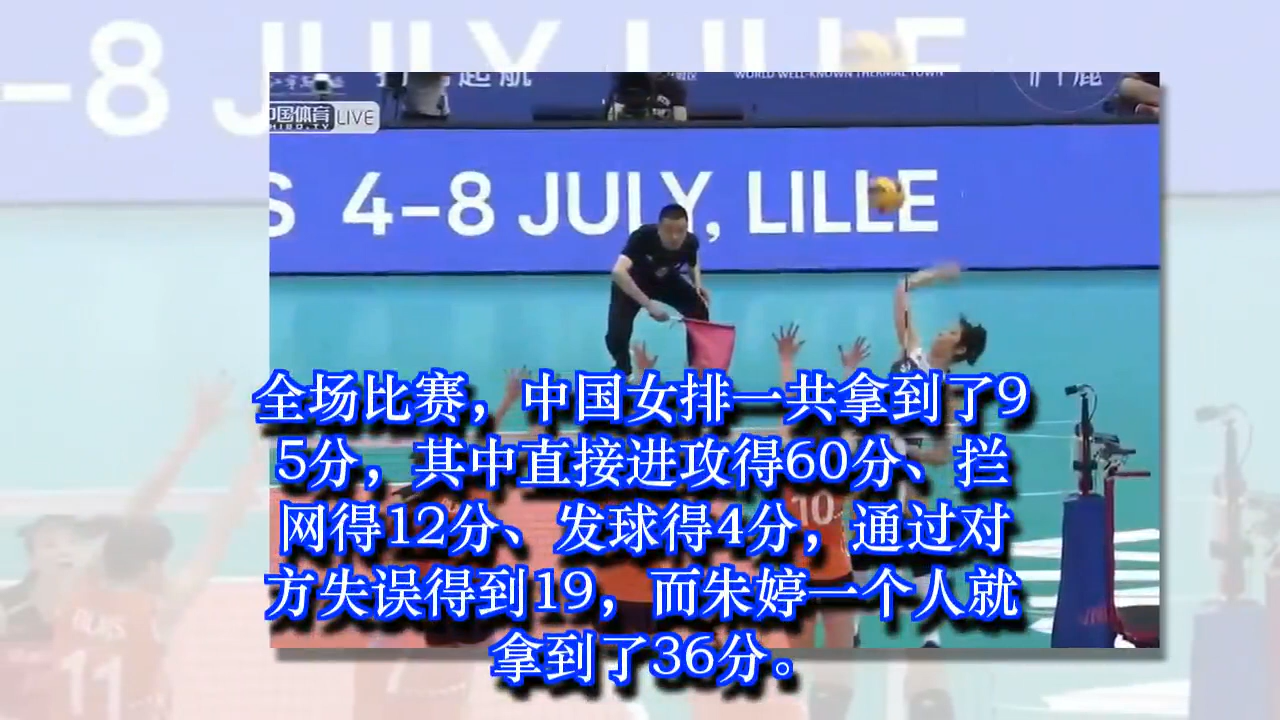 -8 JULY LILLE
起航
WORLD WELL-KNOWN THERMAL TOWN
中国体育 LIVE
S 4-8 JULY, LILLE
全场比赛，中国女排一共拿到了9
5分，其中直接进攻得60分、拦
网得12分、发球得4分，通过对
方失误得到19，而朱婷一个人就
拿到了36分。
10
11